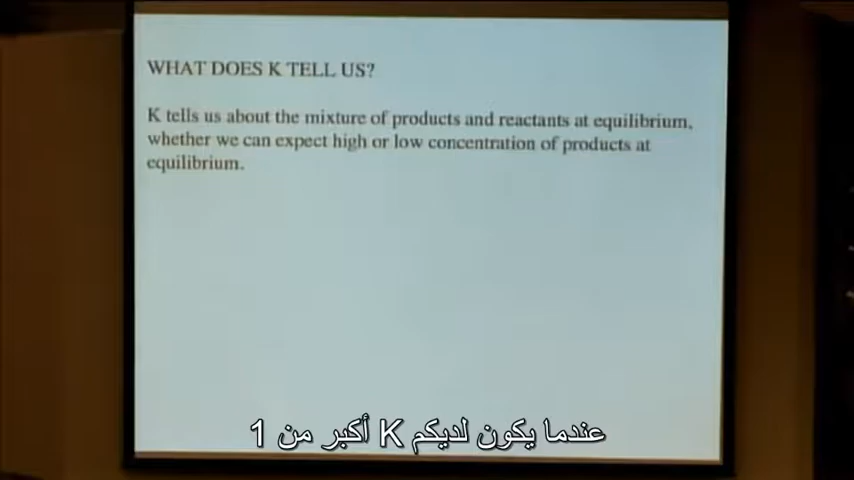 WHAT DOES K TELL US?
K tells us about the mixture of products and reactants at equilibrium,
whether we can expect high or low concentration of products at
equilibrium.
عندما يكون لديكم K أكبر من 1